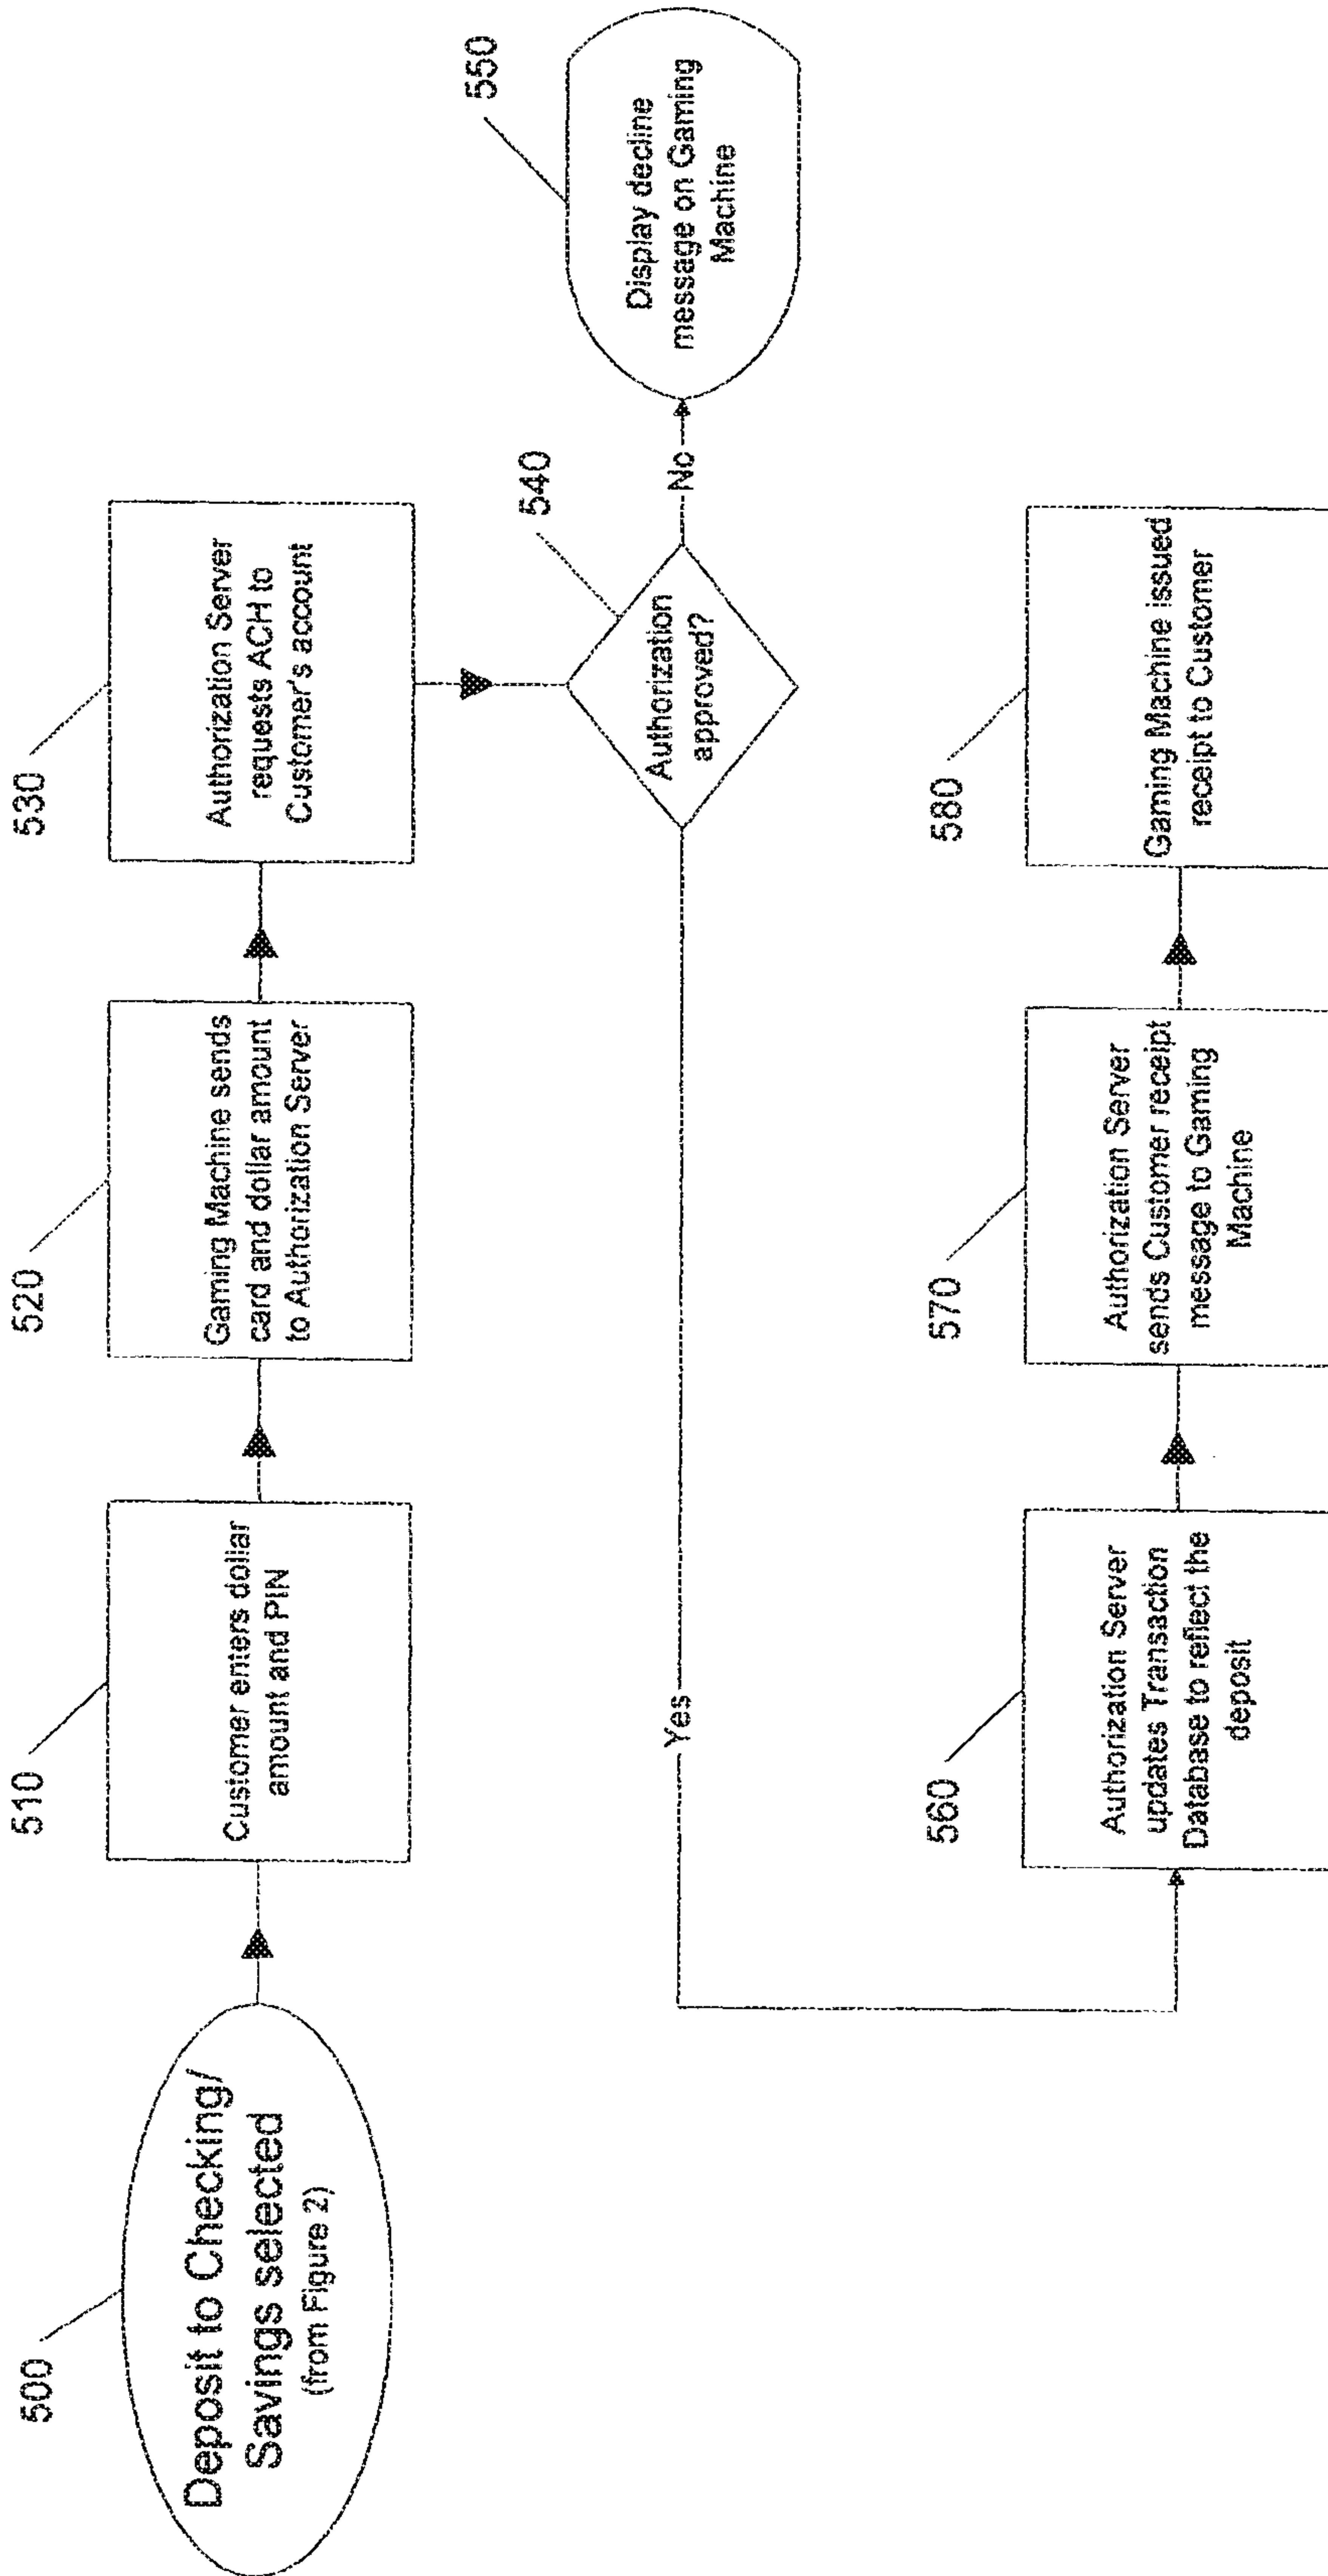 500
Deposit to Checking/
Savings selected
(from Figure 2)
510
Customer enters dollar
amount and PIN
520
Gaming Machine sends
card and dollar amount
to Authorization Server
530
Authorization Server
requests ACH to
Customer's account
540
Authorization
approved?
No
550
Display decline
message on Gaming
Machine
Yes
560
Authorization Server
updates Transaction
Database to reflect the
deposit
570
Authorization Server
sends Customer receipt
message to Gaming
Machine
580
Gaming Machine issued
receipt to Customer